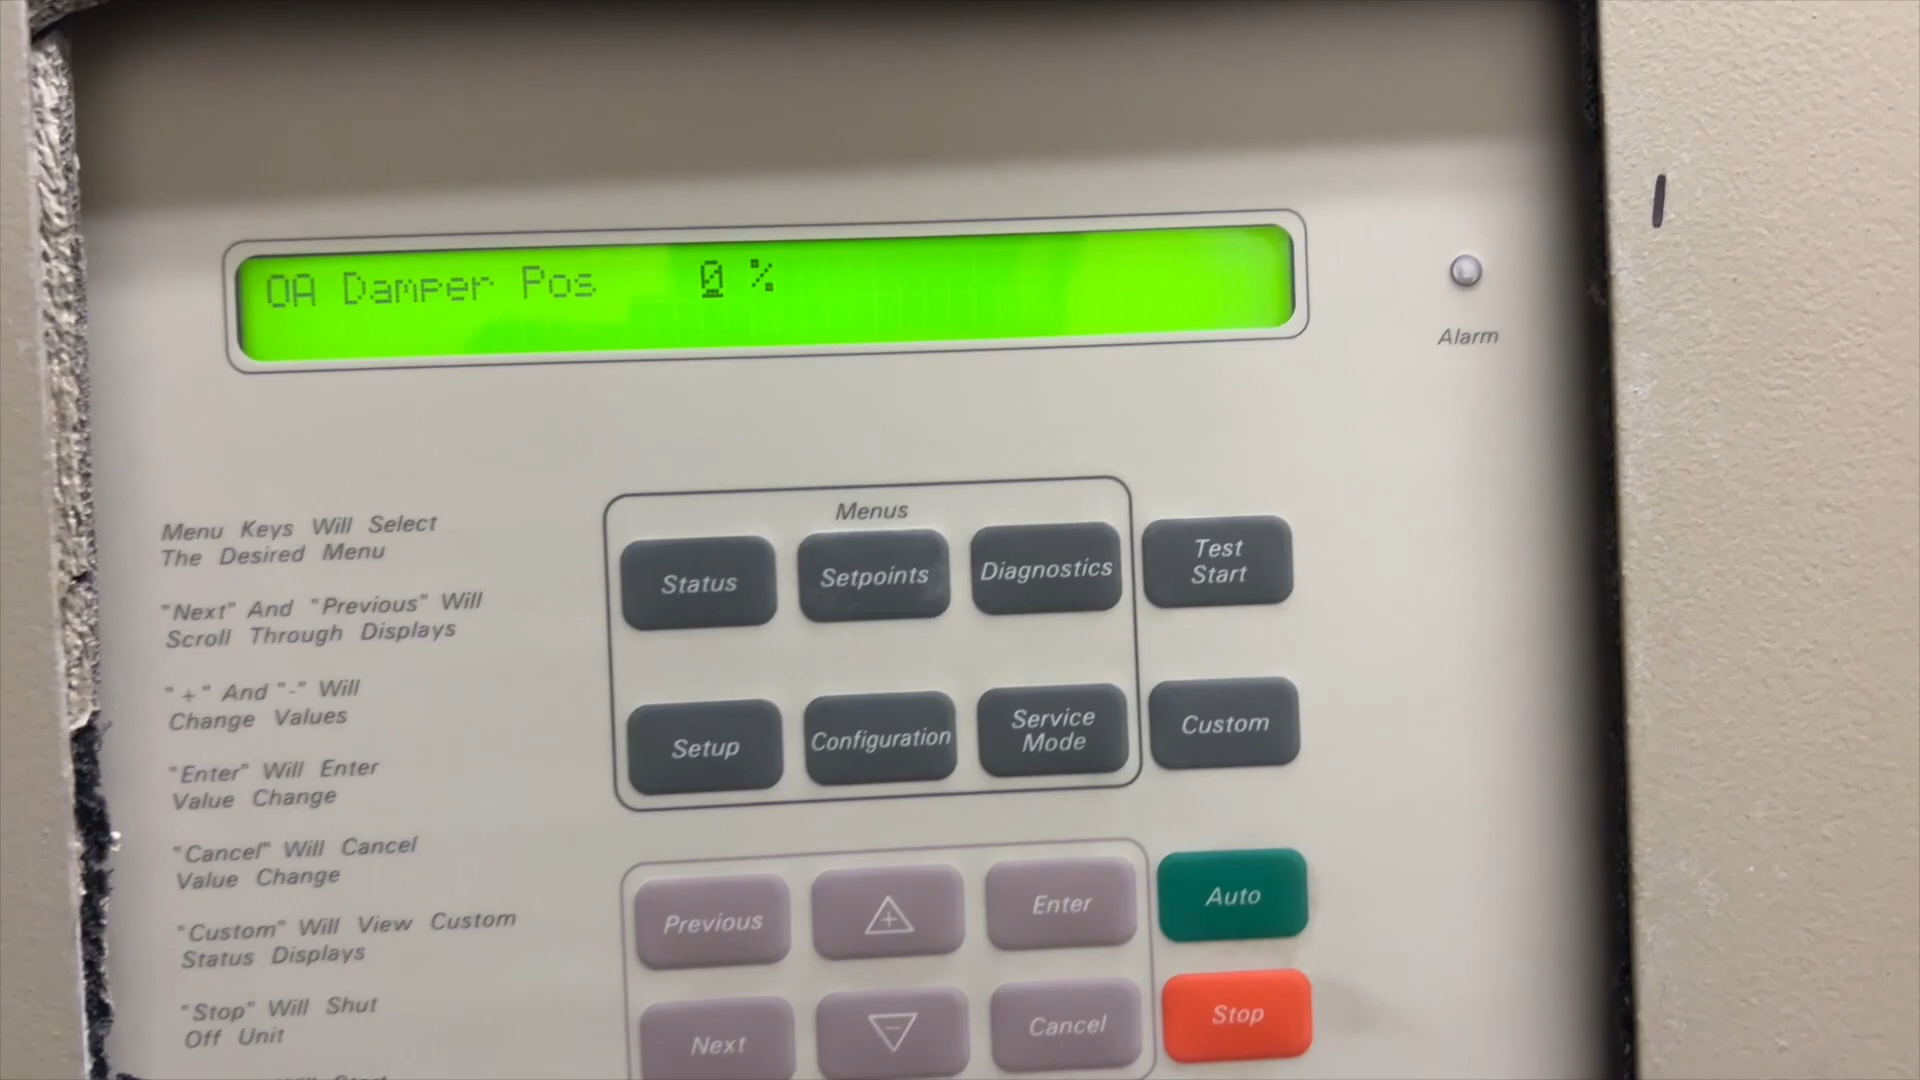 OA Damper Pos 0 %
Alarm
Menu Keys Will Select
The Desired Menu
"Next" And "Previous" Will
Scroll Through Displays
"+" And "-" Will
Change Values
"Enter" Will Enter
Value Change
"Cancel" Will Cancel
Value Change
"Custom" Will View Custom
Status Displays
"Stop" Will Shut
Off Unit
Menus
Status
Setpoints
Diagnostics
Test
Start
Setup
Configuration
Service
Mode
Custom
Previous
+
Enter
Auto
Next
-
Cancel
Stop